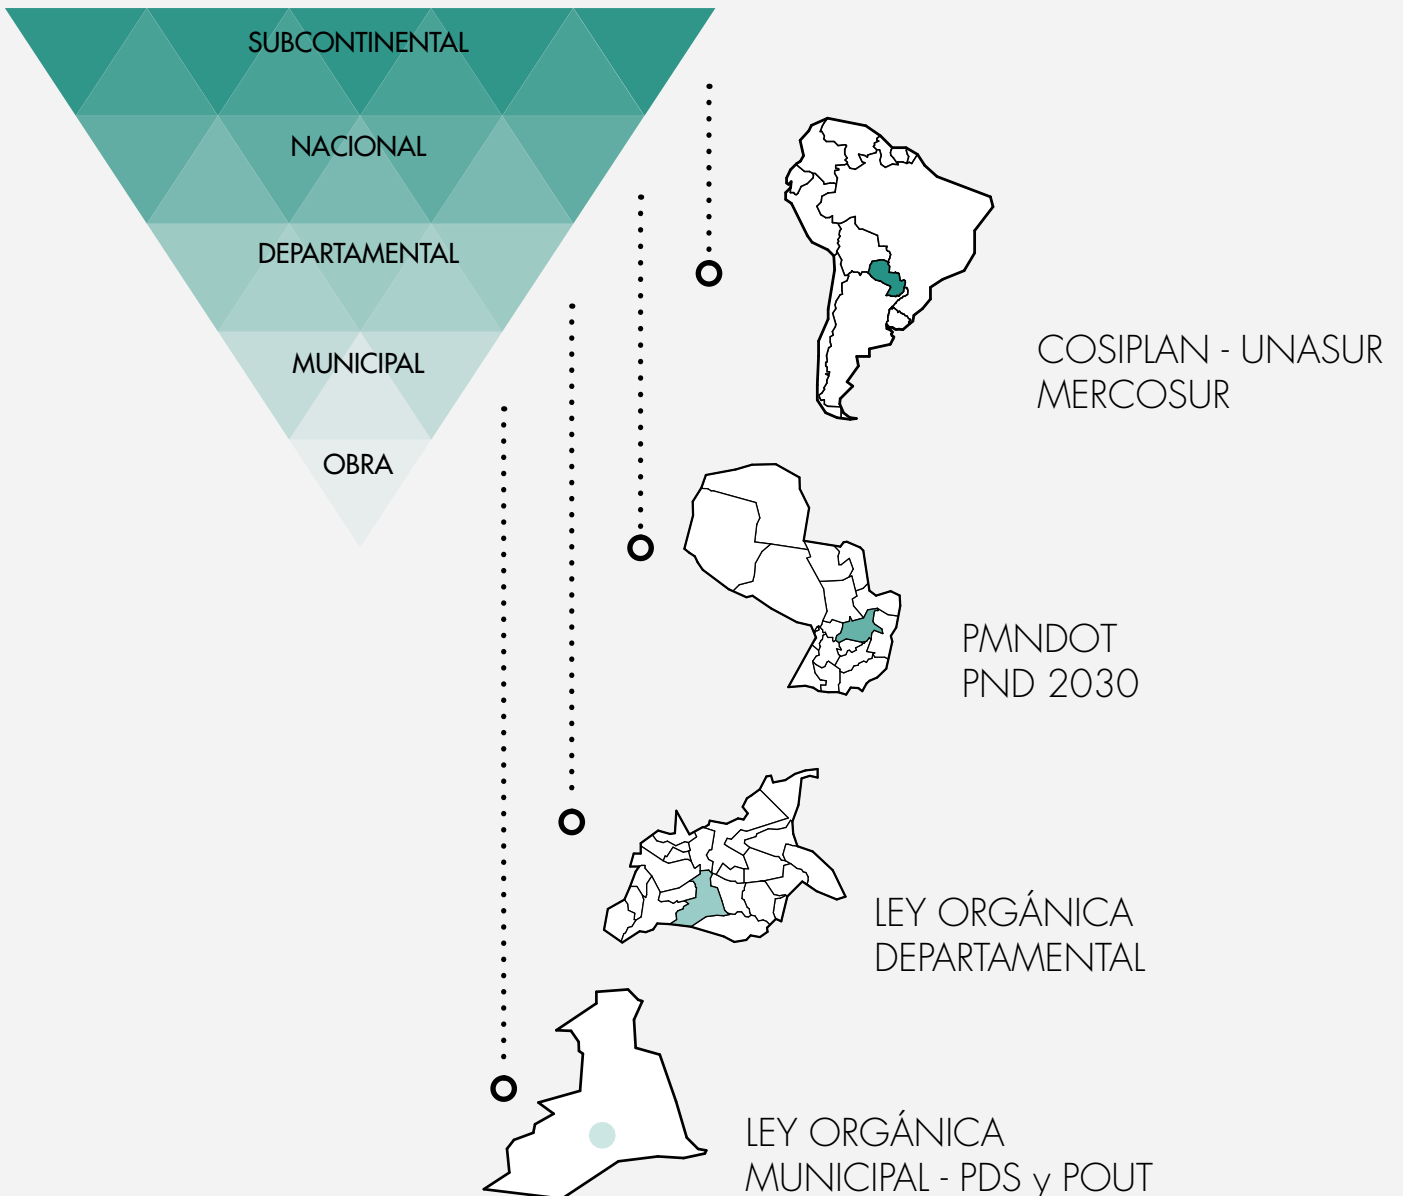 SUBCONTINENTAL
NACIONAL
DEPARTAMENTAL
MUNICIPAL
OBRA
COSIPLAN - UNASUR
MERCOSUR
PMNDOT
PND 2030
LEY ORGÁNICA
DEPARTAMENTAL
LEY ORGÁNICA
MUNICIPAL - PDS y POUT